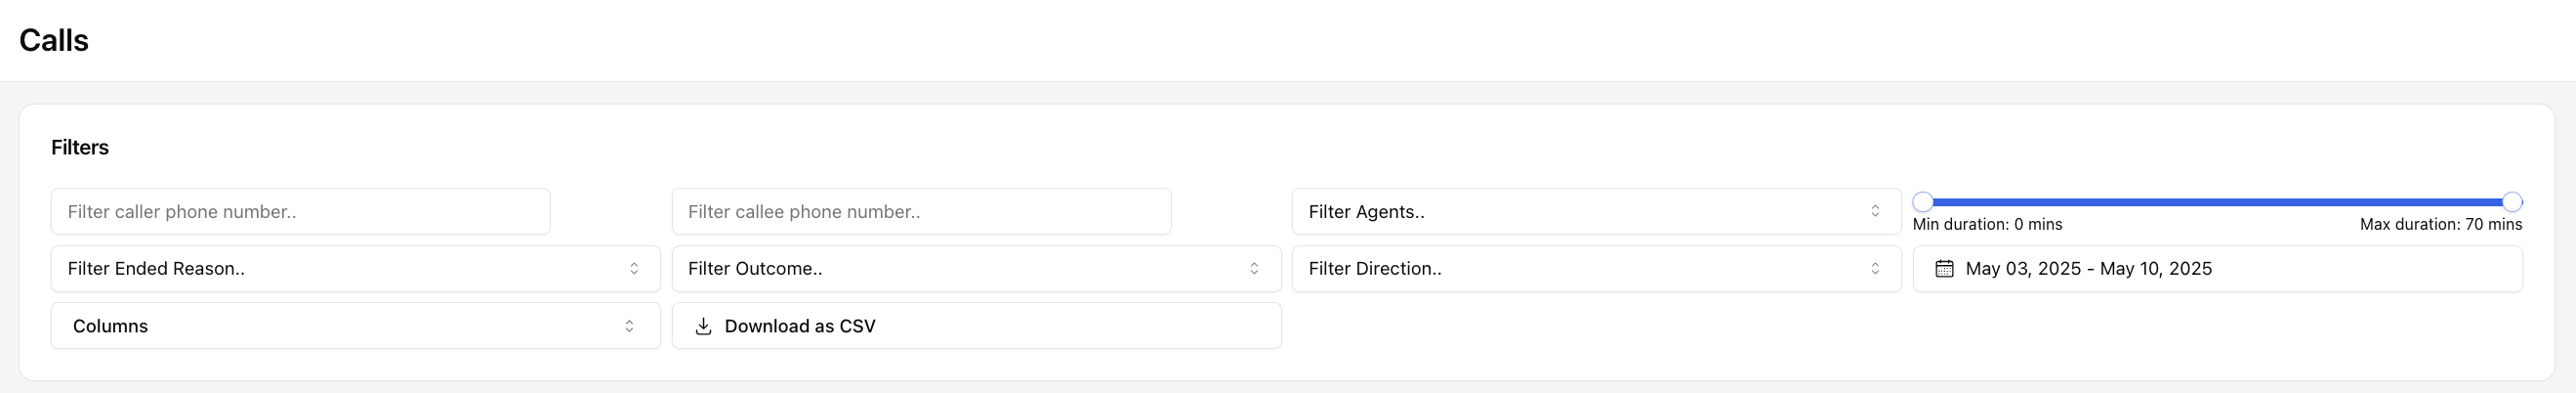 Calls
Filters
Filter caller phone number..
Filter callee phone number..
Filter Agents..
Min duration: 0 mins
Max duration: 70 mins
Filter Ended Reason..
Filter Outcome..
Filter Direction..
May 03, 2025 - May 10, 2025
Columns
Download as CSV